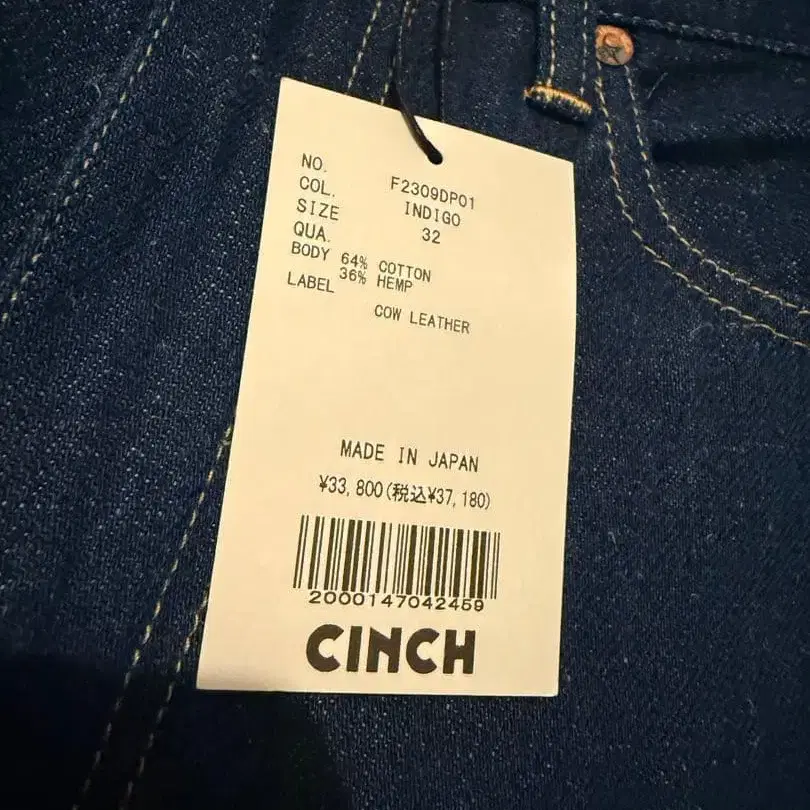 NO. F2309DP01
COL. INDIGO
SIZE 32
QUA.
BODY 64% COTTON
36% HEMP
LABEL
COW LEATHER
MADE IN JAPAN
¥33,800(税込¥37,180)
2000147042459
CINCH